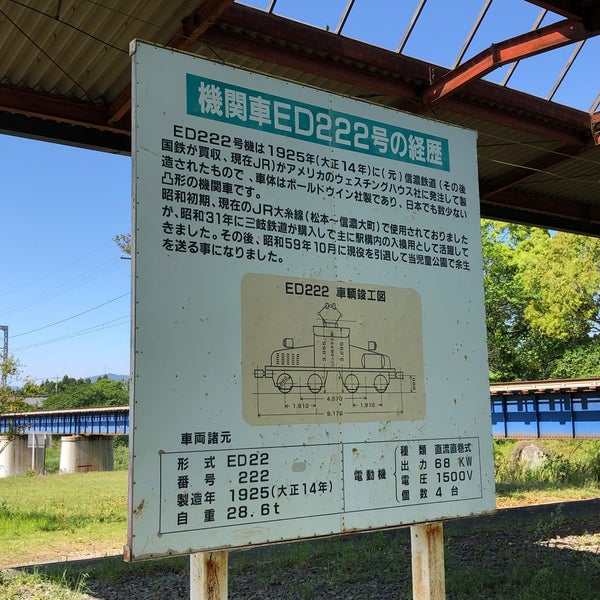 機関車ED222号の経歴
ED222号機は1925年(大正14年)に(元)信濃鉄道(その後
国鉄が買収、現在JR)がアメリカのウェスチングハウス社に発注して製
造されたもので、車体はボールドウイン社製であり、日本でも数少ない
凸形の機関車です。
昭和初期、現在のJR大糸線(松本〜信濃大町)で使用されておりました
が、昭和31年に三岐鉄道が購入して主に駅構内の入換用として活躍して
きました。その後、昭和59年10月に現役を引退して当児童公園で余生
を送る事になりました。
ED222 車輌竣工図
4,570
1,910 1,910
9,170
車両諸元
形式 ED22
番号 222
製造年 1925(大正14年)
自重 28.6t
電動機
種類 直流直巻式
出力 68 KW
電圧 1500V
個数 4 台